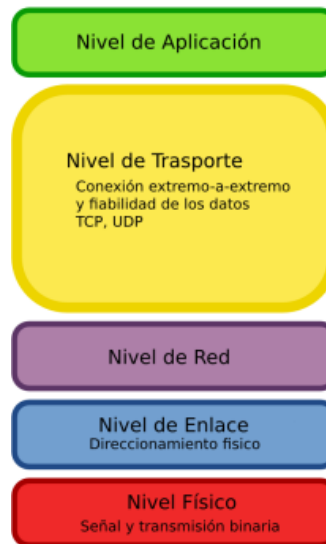 Nivel de Aplicación
Nivel de Trasporte
Conexión extremo-a-extremo
y fiabilidad de los datos
TCP, UDP
Nivel de Red
Nivel de Enlace
Direccionamiento fisico
Nivel Físico
Señal y transmisión binaria